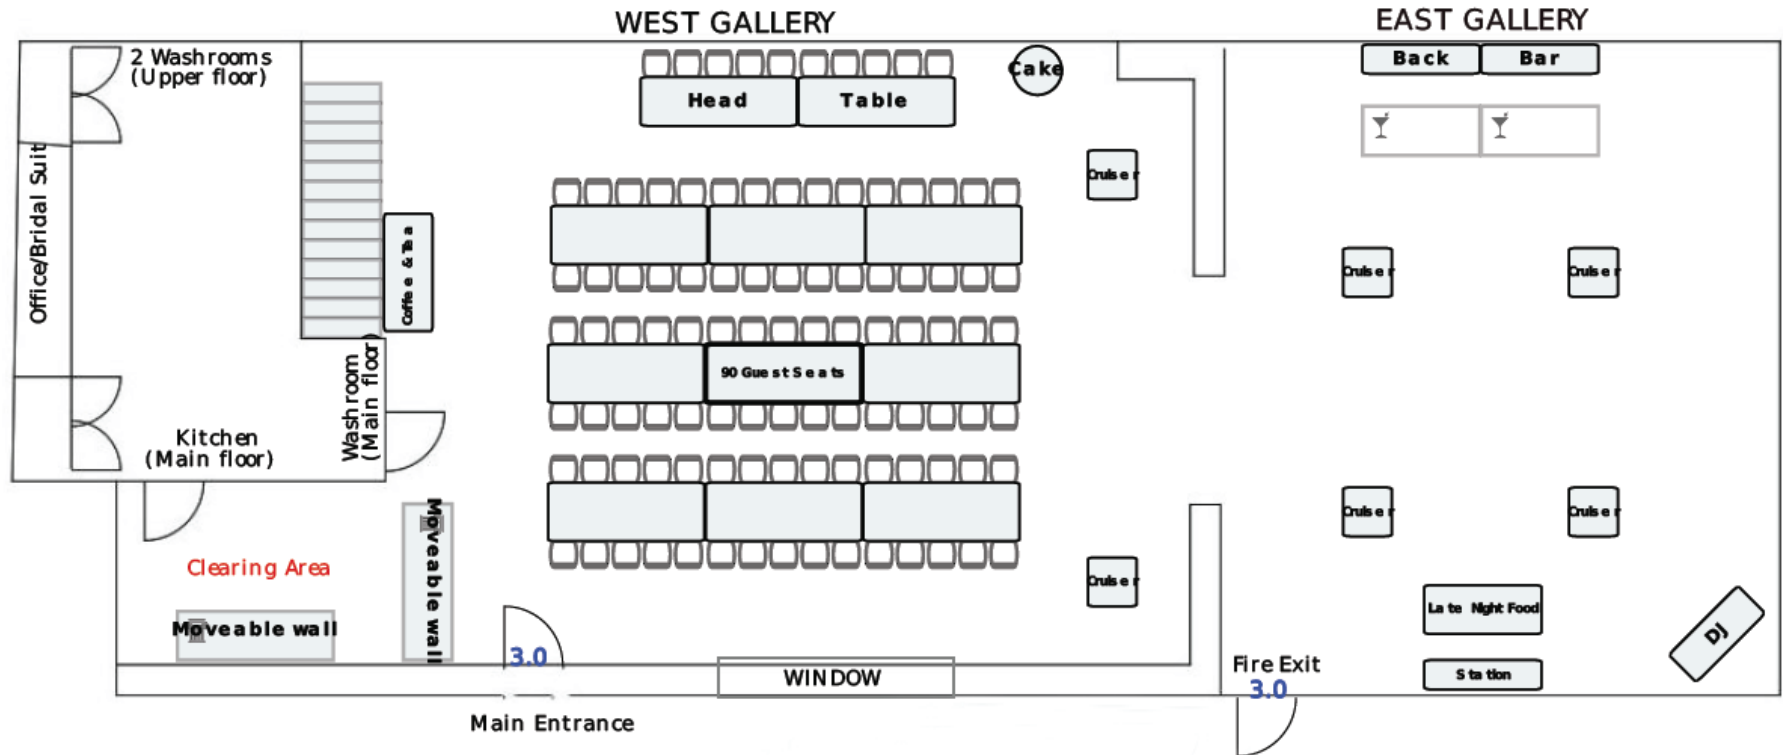 WEST GALLERY
EAST GALLERY
2 Washrooms
(Upper floor)
Head
Table
Cake
Back
Bar
Cruiser
Office/Bridal Suit
Coffee & Tea
Cruiser
Cruiser
Washroom
(Main floor)
90 Guest Seats
Kitchen
(Main floor)
Moveable wall
Cruiser
Cruiser
Clearing Area
Cruiser
Late Night Food
Moveable wall
DJ
3.0
WINDOW
Fire Exit
3.0
Station
Main Entrance